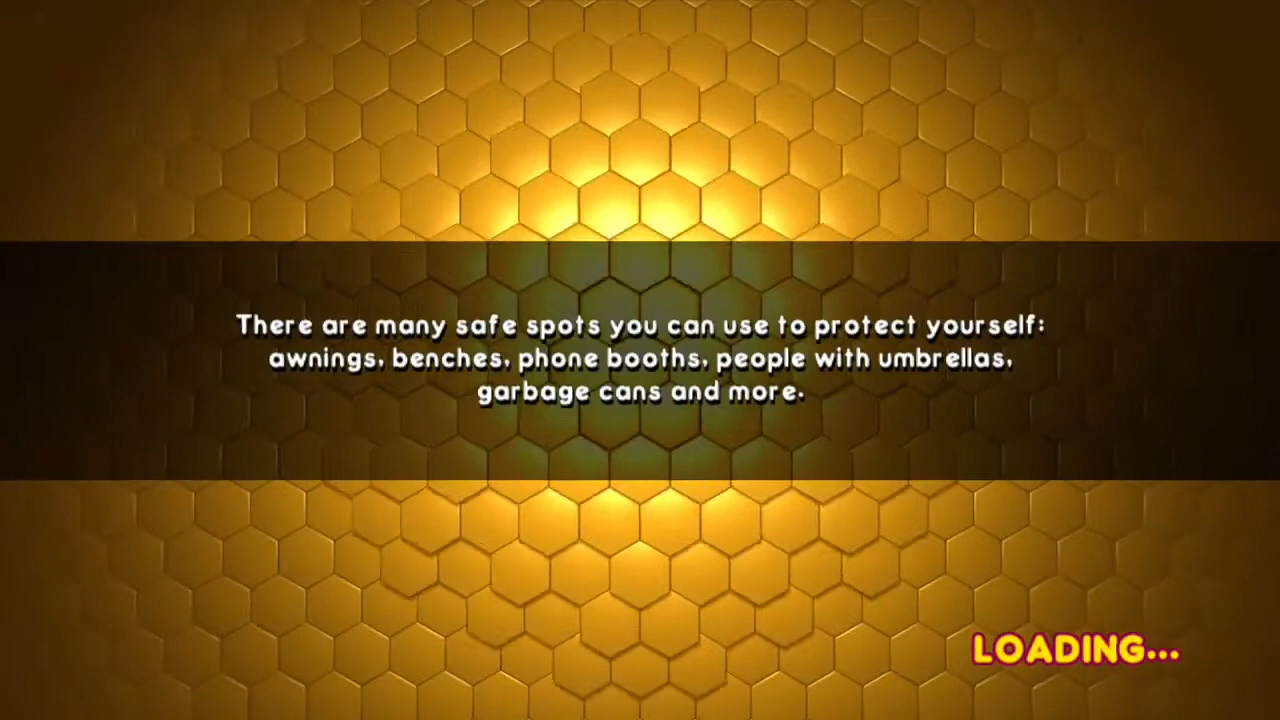 There are many safe spots you can use to protect yourself:
awnings, benches, phone booths, people with umbrellas,
garbage cans and more.
LOADING...